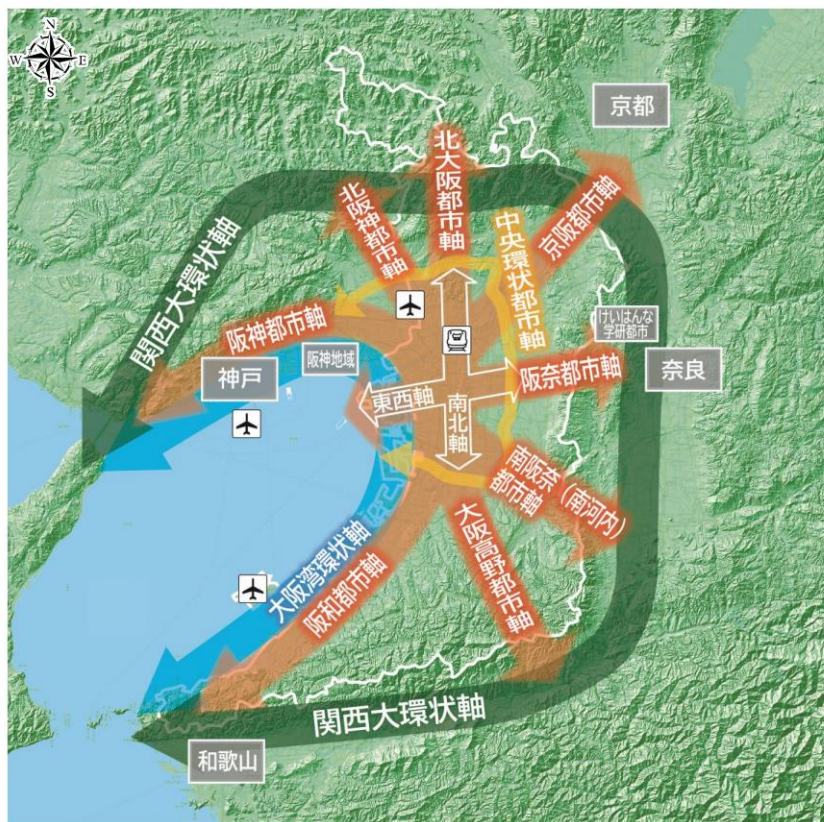 N
W
E
S
京都
北大阪都市軸
北阪神都市軸
中央環状都市軸
京阪都市軸
関西大環状軸
阪神都市軸
けいはんな
学研都市
阪神地域
神戸
阪奈都市軸
奈良
東西軸
南北軸
南阪奈(南河内)
都市軸
大阪高野都市軸
大阪湾環状軸
阪和都市軸
関西大環状軸
和歌山